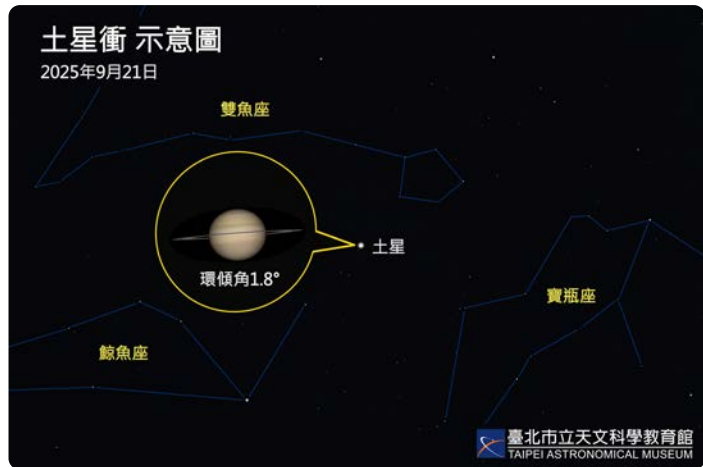 土星衝 示意圖
2025年9月21日
雙魚座
土星
環傾角1.8°
寶瓶座
鯨魚座
臺北市立天文科學教育館
TAIPEI ASTRONOMICAL MUSEUM